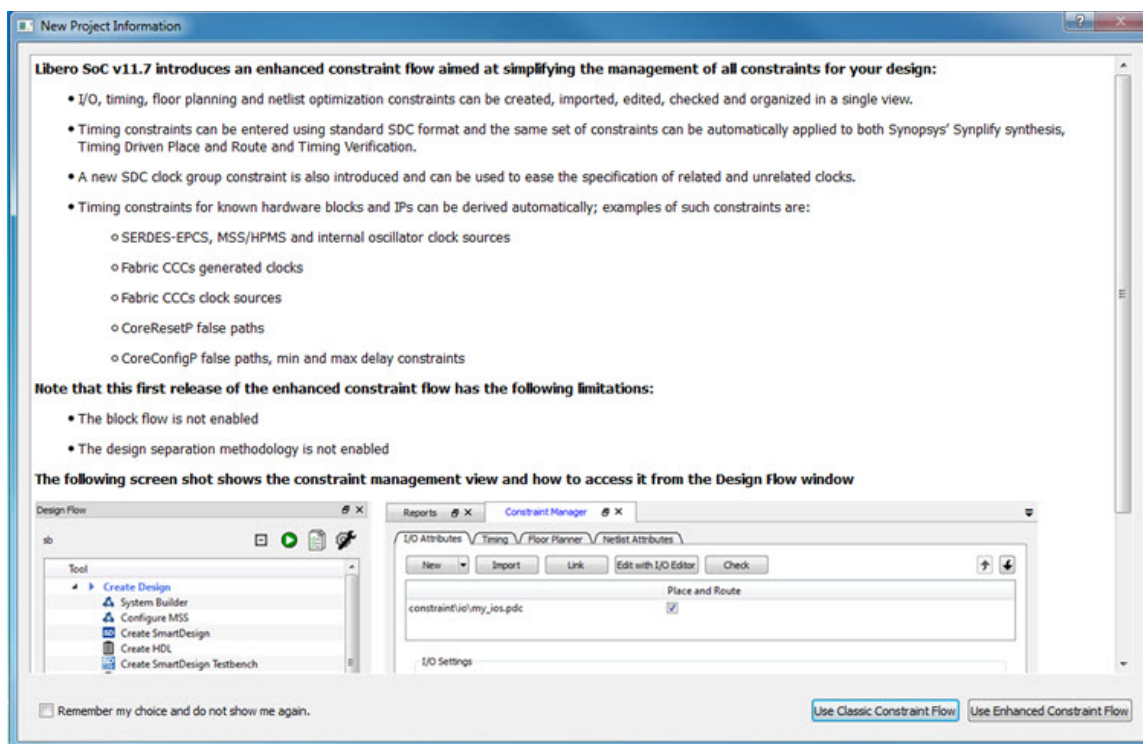 New Project Information
Libero SoC v11.7 introduces an enhanced constraint flow aimed at simplifying the management of all constraints for your design:
• I/O, timing, floor planning and netlist optimization constraints can be created, imported, edited, checked and organized in a single view.
• Timing constraints can be entered using standard SDC format and the same set of constraints can be automatically applied to both Synopsys' Synplify synthesis,
Timing Driven Place and Route and Timing Verification.
• A new SDC clock group constraint is also introduced and can be used to ease the specification of related and unrelated clocks.
• Timing constraints for known hardware blocks and IPs can be derived automatically; examples of such constraints are:
o SERDES-EPCS, MSS/HPMS and internal oscillator clock sources
o Fabric CCCs generated clocks
o Fabric CCCs clock sources
o CoreResetP false paths
o CoreConfigP false paths, min and max delay constraints
Note that this first release of the enhanced constraint flow has the following limitations:
• The block flow is not enabled
• The design separation methodology is not enabled
The following screen shot shows the constraint management view and how to access it from the Design Flow window
Design Flow
sb
Tool
Create Design
System Builder
Configure MSS
Create SmartDesign
Create HDL
Create SmartDesign Testbench
Reports Constraint Manager
I/O Attributes Timing Floor Planner Netlist Attributes
New Import Link Edit with I/O Editor Check
Place and Route
constraint\io\my_ios.pdc
I/O Settings
Remember my choice and do not show me again.
Use Classic Constraint Flow Use Enhanced Constraint Flow